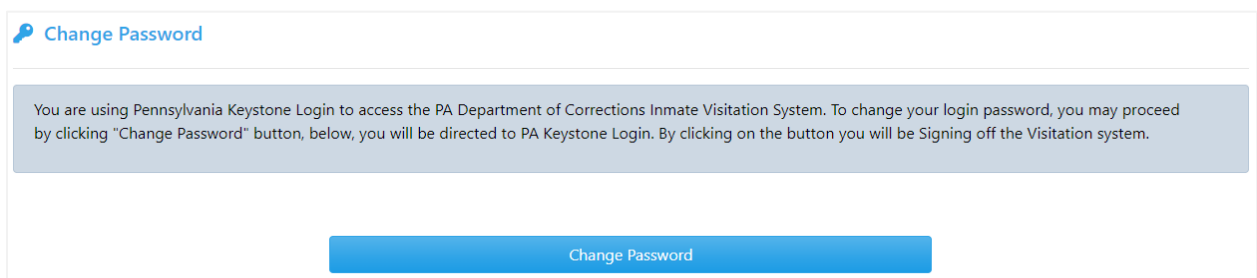 Change Password
You are using Pennsylvania Keystone Login to access the PA Department of Corrections Inmate Visitation System. To change your login password, you may proceed
by clicking "Change Password" button, below, you will be directed to PA Keystone Login. By clicking on the button you will be Signing off the Visitation system.
Change Password